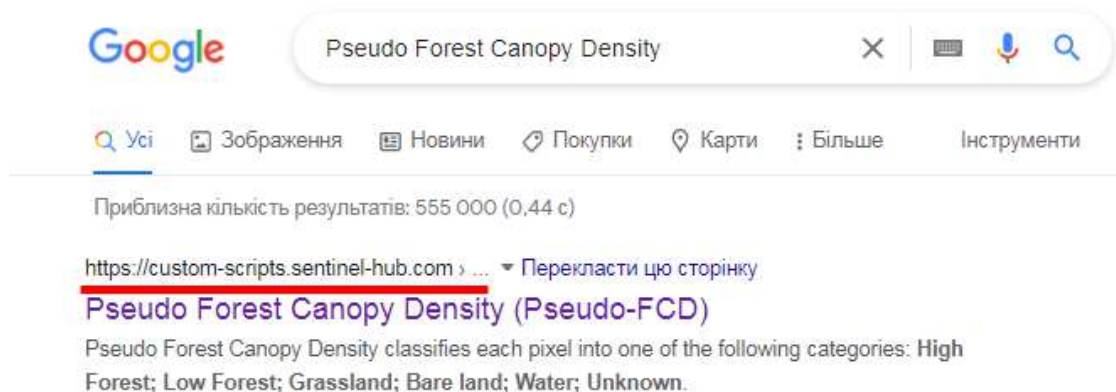 Google
Pseudo Forest Canopy Density
Усі Зображення Новини Покупки Карти Більше Інструменти
Приблизна кількість результатів: 555 000 (0,44 с)
https://custom-scripts.sentinel-hub.com › ... Перекласти цю сторінку
Pseudo Forest Canopy Density (Pseudo-FCD)
Pseudo Forest Canopy Density classifies each pixel into one of the following categories: High
Forest; Low Forest; Grassland; Bare land; Water; Unknown.